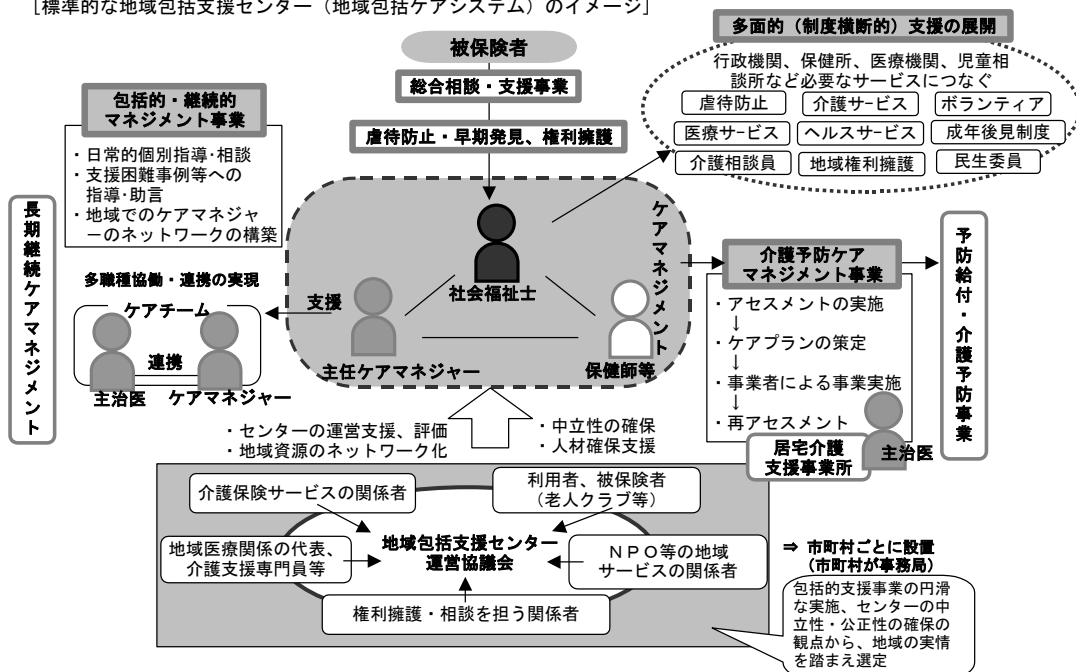 ［標準的な地域包括支援センター（地域包括ケアシステム）のイメージ］
被保険者
総合相談・支援事業
虐待防止・早期発見、権利擁護
多面的（制度横断的）支援の展開
行政機関、保健所、医療機関、児童相
談所など必要なサービスにつなぐ
虐待防止
介護サービス
ボランティア
医療サービス
ヘルスサービス
成年後見制度
介護相談員
地域権利擁護
民生委員
包括的・継続的
マネジメント事業
・日常的個別指導・相談
・支援困難事例等への
指導・助言
・地域でのケアマネジャ
ーのネットワークの構築
長期継続ケアマネジメント
多職種協働・連携の実現
ケアチーム
連携
主治医
ケアマネジャー
支援
社会福祉士
主任ケアマネジャー
保健師等
ケアマネジメント
介護予防ケア
マネジメント事業
・アセスメントの実施
↓
・ケアプランの策定
↓
・事業者による事業実施
↓
・再アセスメント
居宅介護
支援事業所
主治医
予防給付・介護予防事業
・センターの運営支援、評価
・地域資源のネットワーク化
・中立性の確保
・人材確保支援
介護保険サービスの関係者
利用者、被保険者
（老人クラブ等）
地域医療関係の代表、
介護支援専門員等
地域包括支援センター
運営協議会
ＮＰＯ等の地域
サービスの関係者
権利擁護・相談を担う関係者
⇒ 市町村ごとに設置
（市町村が事務局）
包括的支援事業の円滑
な実施、センターの中
立性・公正性の確保の
観点から、地域の実情
を踏まえ選定